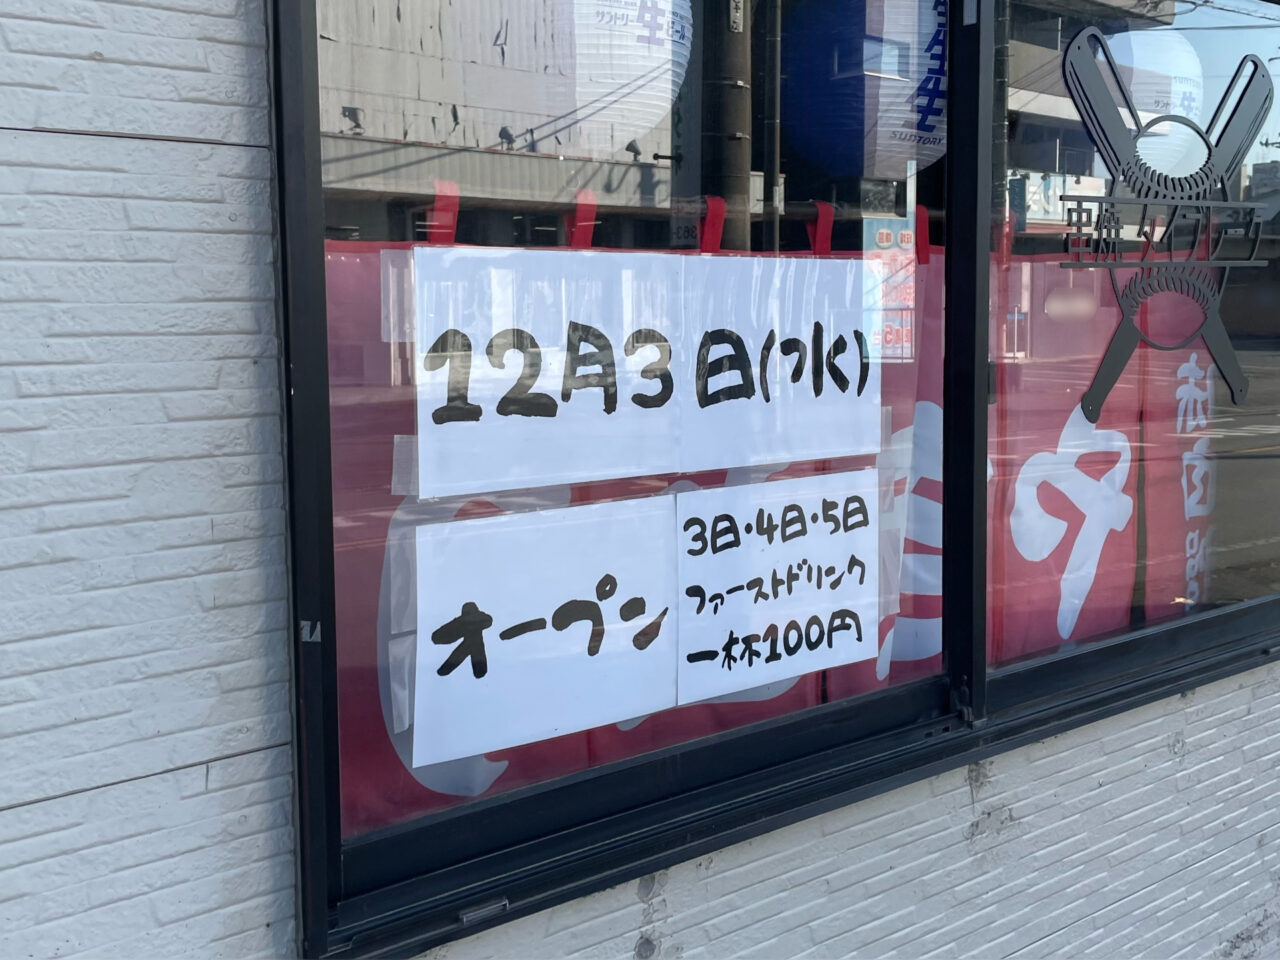 12月3日(水)
オープン
3日・4日・5日
ファーストドリンク
一杯100円
サントリー
生
ビール
SUNTORY